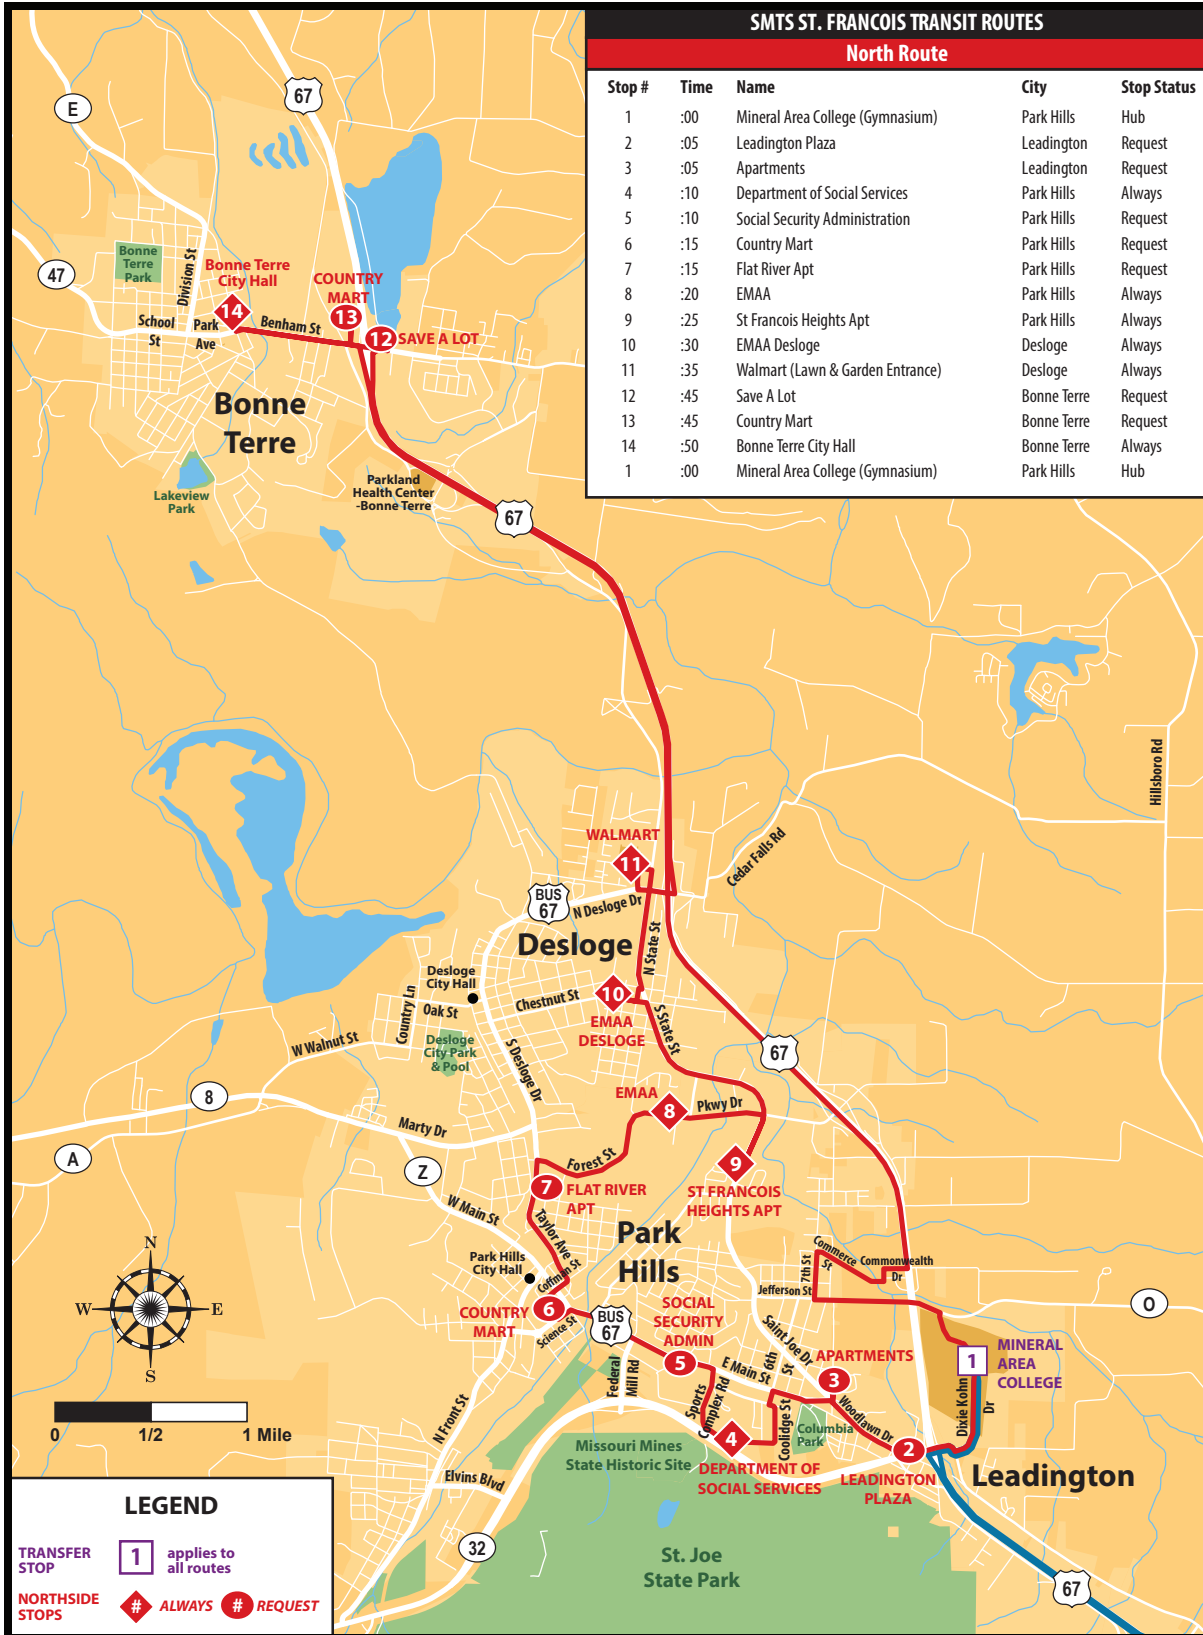 SMTS ST. FRANCOIS TRANSIT ROUTES
North Route
Stop # Time Name City Stop Status
1 :00 Mineral Area College (Gymnasium) Park Hills Hub
2 :05 Leadington Plaza Leadington Request
3 :05 Apartments Leadington Request
4 :10 Department of Social Services Park Hills Always
5 :10 Social Security Administration Park Hills Request
6 :15 Country Mart Park Hills Request
7 :15 Flat River Apt Park Hills Request
8 :20 EMAA Park Hills Always
9 :25 St Francois Heights Apt Park Hills Always
10 :30 EMAA Desloge Desloge Always
11 :35 Walmart (Lawn & Garden Entrance) Desloge Always
12 :45 Save A Lot Bonne Terre Request
13 :45 Country Mart Bonne Terre Request
14 :50 Bonne Terre City Hall Bonne Terre Always
1 :00 Mineral Area College (Gymnasium) Park Hills Hub
67
E
47
Bonne
Terre
Park
Division St
Bonne Terre
City Hall
14
COUNTRY
MART
13
12
SAVE A LOT
School
St
Park
Ave
Benham St
Bonne
Terre
Lakeview
Park
Parkland
Health Center
-Bonne Terre
67
Hillsboro Rd
WALMART
11
Cedar Falls Rd
BUS
67
N Desloge Dr
Desloge
N State St
Desloge
City Hall
Country Ln
Oak St
Chestnut St
10
EMAA
DESLOGE
S State St
W Walnut St
Desloge
City Park
& Pool
S Desloge Dr
67
8
EMAA
8
Pkwy Dr
Marty Dr
A
Z
Forest St
9
ST FRANCOIS
HEIGHTS APT
7
FLAT RIVER
APT
W Main St
Taylor Ave
Park
Hills
Park Hills
City Hall
Coffman St
7th St
Commerce
St
Commonwealth
Dr
Jefferson St
O
N
W
E
S
COUNTRY
MART
6
Science St
BUS
67
SOCIAL
SECURITY
ADMIN
5
Federal
Mill Rd
E Main St
Saint Joe Dr
6th
St
APARTMENTS
3
1
MINERAL
AREA
COLLEGE
Dixie Kohn
Dr
Sports
Complex Rd
Coolidge St
Woodlawn Dr
Columbia
Park
4
DEPARTMENT OF
SOCIAL SERVICES
2
LEADINGTON
PLAZA
Leadington
0 1/2 1 Mile
N Front St
Missouri Mines
State Historic Site
Elvins Blvd
32
St. Joe
State Park
67
LEGEND
TRANSFER
STOP
1
applies to
all routes
NORTHSIDE
STOPS
# ALWAYS # REQUEST